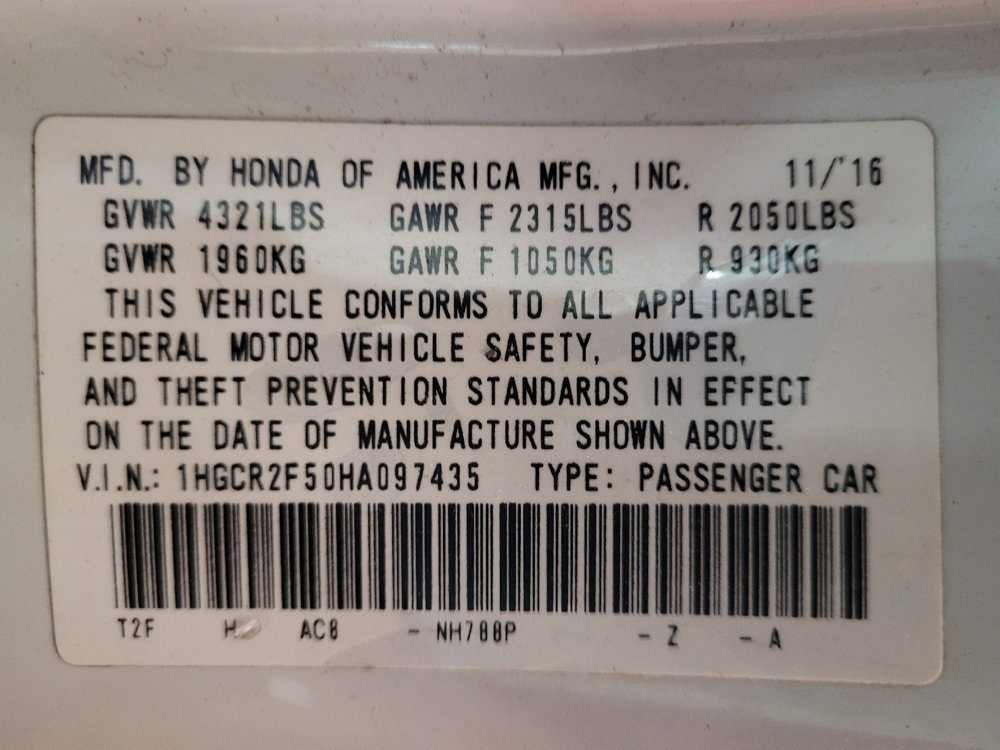 MFD. BY HONDA OF AMERICA MFG., INC. 11/'16
GVWR 4321LBS GAWR F 2315LBS R 2050LBS
GVWR 1960KG GAWR F 1050KG R 930KG
THIS VEHICLE CONFORMS TO ALL APPLICABLE
FEDERAL MOTOR VEHICLE SAFETY, BUMPER,
AND THEFT PREVENTION STANDARDS IN EFFECT
ON THE DATE OF MANUFACTURE SHOWN ABOVE.
V.I.N.: 1HGCR2F50HA097435 TYPE: PASSENGER CAR
T2F H AC8 - NH788P - Z - A